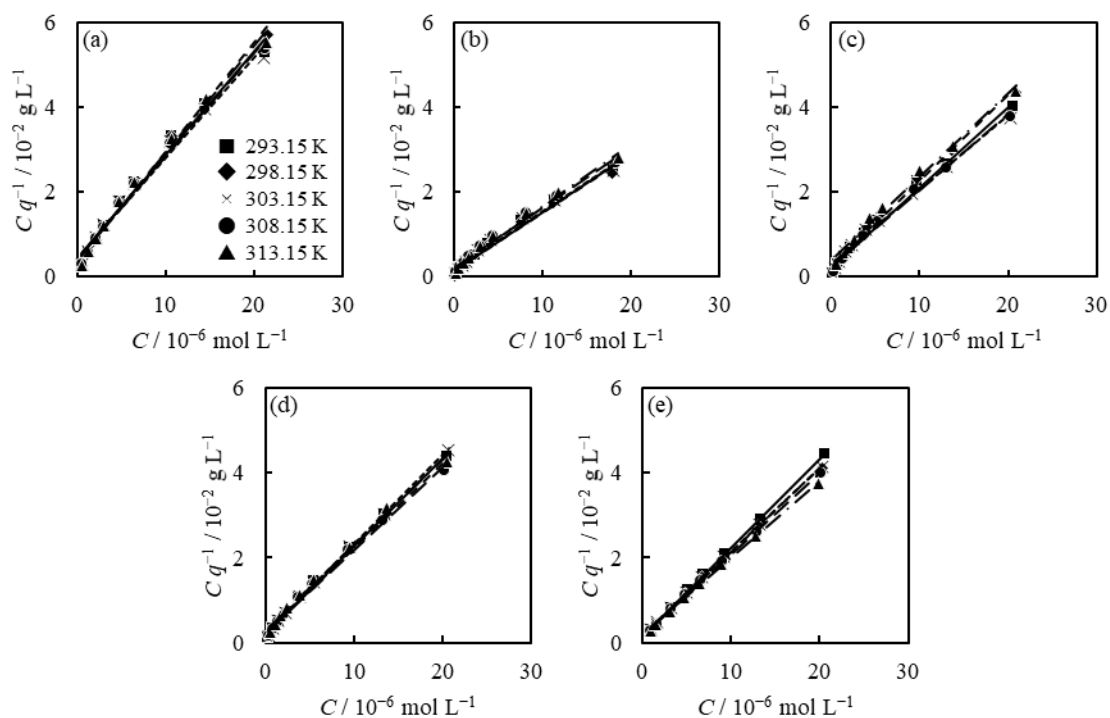 (a)
6
4
2
0
C q⁻¹ / 10⁻² g L⁻¹
■ 293.15 K
◆ 298.15 K
× 303.15 K
● 308.15 K
▲ 313.15 K
0 10 20 30
C / 10⁻⁶ mol L⁻¹
(b)
6
4
2
0
C q⁻¹ / 10⁻² g L⁻¹
0 10 20 30
C / 10⁻⁶ mol L⁻¹
(c)
6
4
2
0
C q⁻¹ / 10⁻² g L⁻¹
0 10 20 30
C / 10⁻⁶ mol L⁻¹
(d)
6
4
2
0
C q⁻¹ / 10⁻² g L⁻¹
0 10 20 30
C / 10⁻⁶ mol L⁻¹
(e)
6
4
2
0
C q⁻¹ / 10⁻² g L⁻¹
0 10 20 30
C / 10⁻⁶ mol L⁻¹